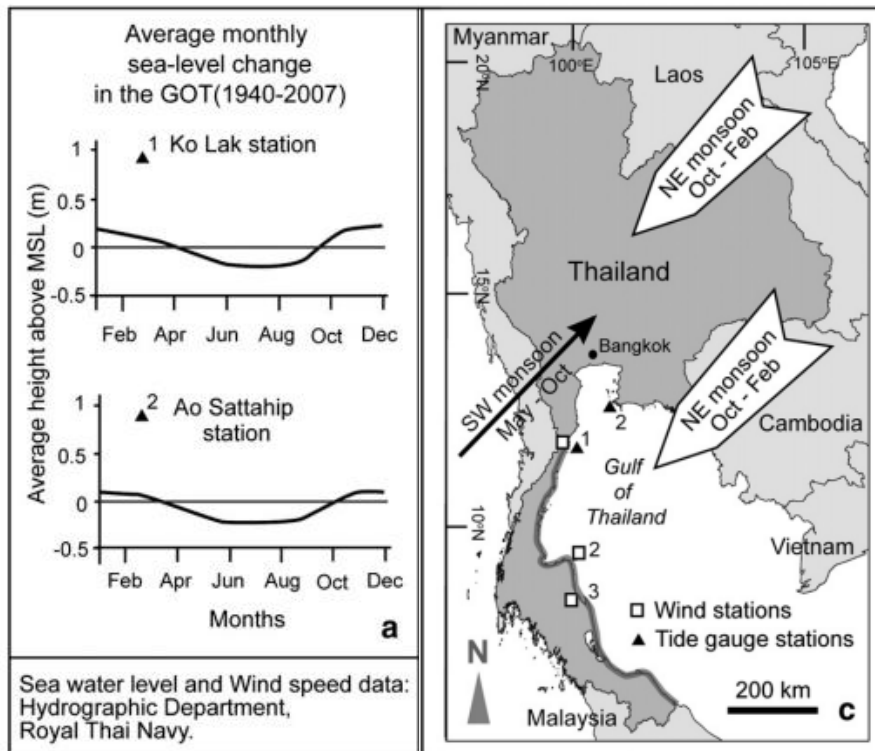 Average monthly
sea-level change
in the GOT(1940-2007)
Average height above MSL (m)
1 Ko Lak station
1
0.5
0
-0.5
Feb Apr Jun Aug Oct Dec
2 Ao Sattahip
station
1
0.5
0
-0.5
Feb Apr Jun Aug Oct Dec
Months
a
Sea water level and Wind speed data:
Hydrographic Department,
Royal Thai Navy.
Myanmar
100°E
105°E
20°N
Laos
NE monsoon
Oct - Feb
Thailand
15°N
Bangkok
SW monsoon
May - Oct
NE monsoon
Oct - Feb
Cambodia
2
1
Gulf
of
Thailand
10°N
Vietnam
2
3
Wind stations
Tide gauge stations
N
200 km
c
Malaysia